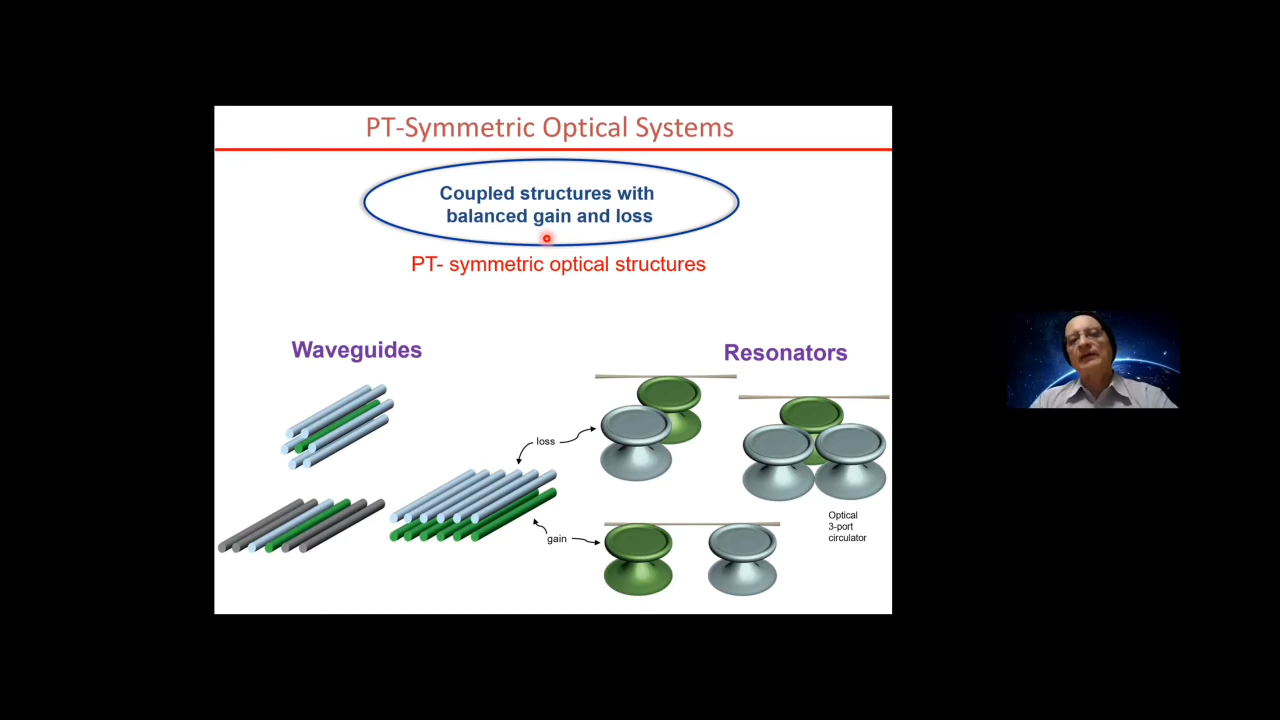 PT-Symmetric Optical Systems
Coupled structures with
balanced gain and loss
PT- symmetric optical structures
Waveguides
Resonators
loss
gain
Optical
3-port
circulator